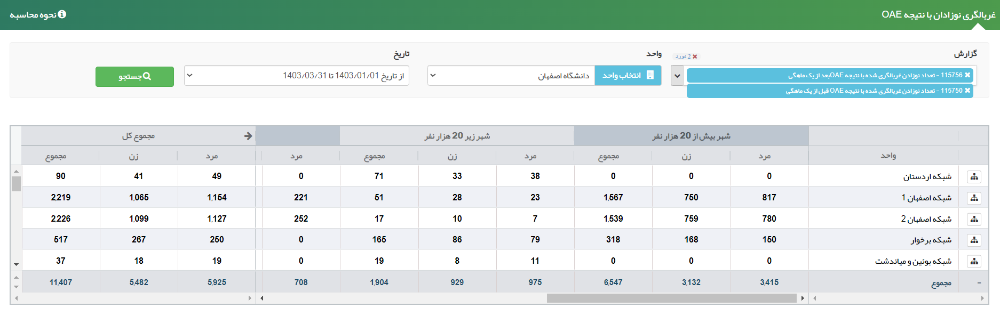 غربالگری نوزادان با نتیجه OAE
نحوه محاسبه
گزارش
2 مورد
واحد
تاریخ
115756 - تعداد نوزادن غربالگری شده با نتیجه OAEبعد از یک ماهگی
115750 - تعداد نوزادن غربالگری شده با نتیجه OAE قبل از یک ماهگی
انتخاب واحد
دانشگاه اصفهان
از تاریخ 1403/01/01 تا 1403/03/31
جستجو
شهر بیش از 20 هزار نفر شهر زیر 20 هزار نفر مجموع کل
واحد مرد زن مجموع مرد زن مجموع مرد مرد زن مجموع
شبکه اردستان 0 0 0 38 33 71 0 49 41 90
شبکه اصفهان 1 817 750 1,567 23 28 51 221 1,154 1,065 2,219
شبکه اصفهان 2 780 759 1,539 7 10 17 252 1,127 1,099 2,226
شبکه برخوار 150 168 318 79 86 165 0 250 267 517
شبکه بوئین و میاندشت 0 0 0 11 8 19 0 19 18 37
- مجموع 3,415 3,132 6,547 975 929 1,904 708 5,925 5,482 11,407